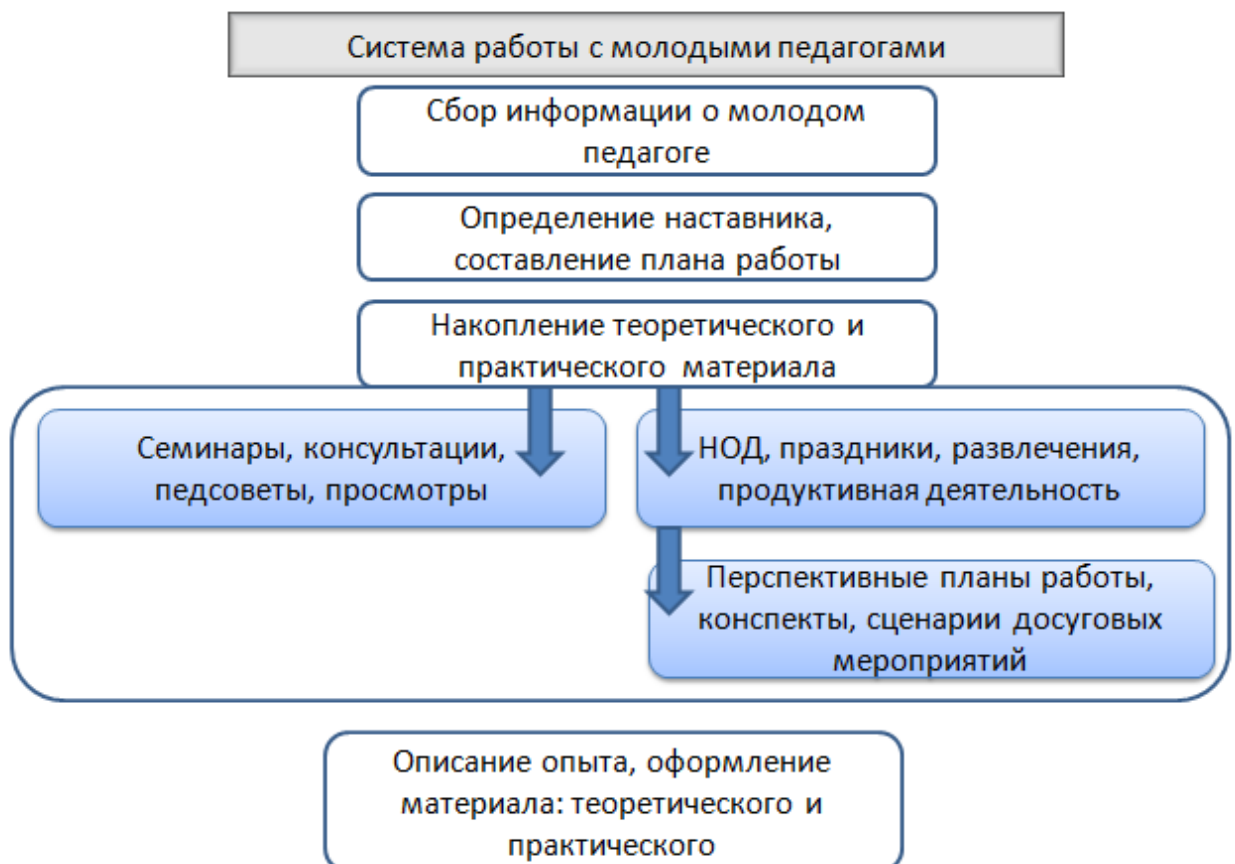 Система работы с молодыми педагогами
Сбор информации о молодом
педагоге
Определение наставника,
составление плана работы
Накопление теоретического и
практического материала
Семинары, консультации,
педсоветы, просмотры
НОД, праздники, развлечения,
продуктивная деятельность
Перспективные планы работы,
конспекты, сценарии досуговых
мероприятий
Описание опыта, оформление
материала: теоретического и
практического